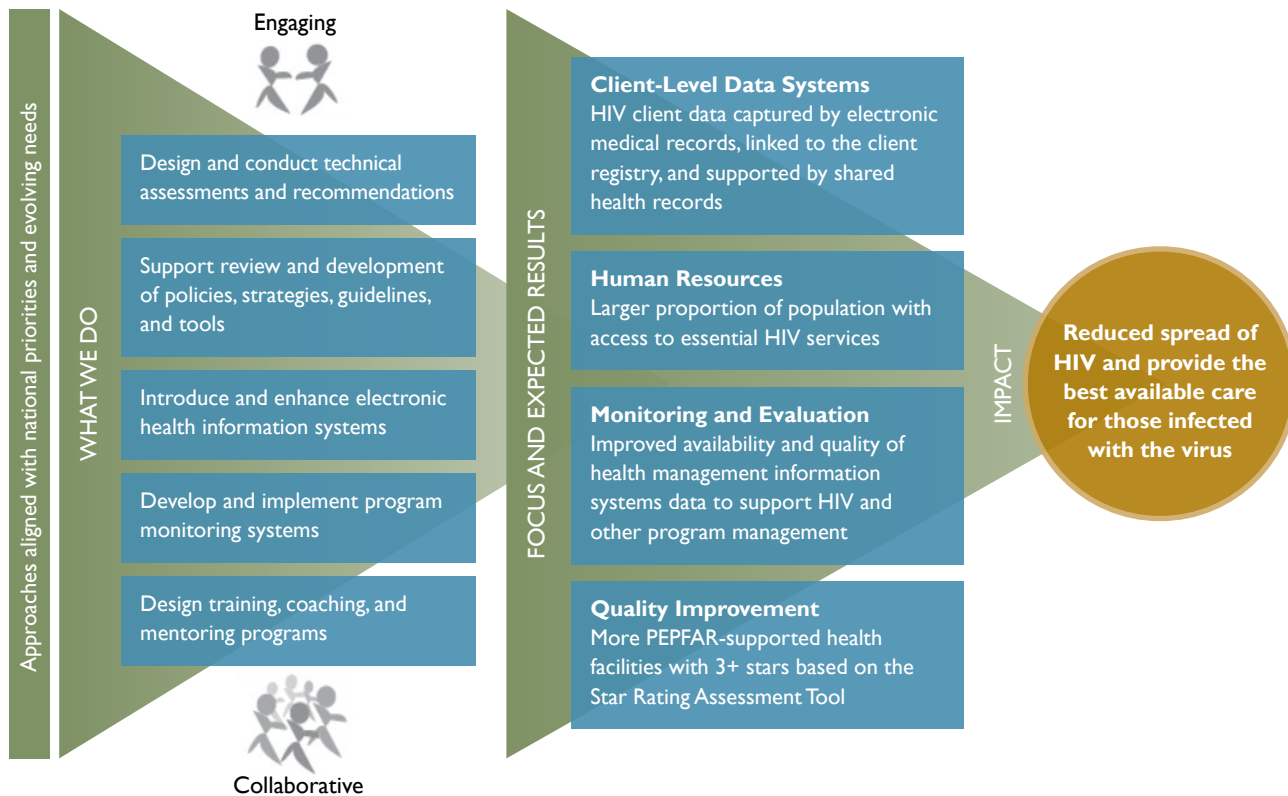 Approaches aligned with national priorities and evolving needs
WHAT WE DO
Engaging
Design and conduct technical
assessments and recommendations
Support review and development
of policies, strategies, guidelines,
and tools
Introduce and enhance electronic
health information systems
Develop and implement program
monitoring systems
Design training, coaching, and
mentoring programs
Collaborative
FOCUS AND EXPECTED RESULTS
Client-Level Data Systems
HIV client data captured by electronic
medical records, linked to the client
registry, and supported by shared
health records
Human Resources
Larger proportion of population with
access to essential HIV services
Monitoring and Evaluation
Improved availability and quality of
health management information
systems data to support HIV and
other program management
Quality Improvement
More PEPFAR-supported health
facilities with 3+ stars based on the
Star Rating Assessment Tool
IMPACT
Reduced spread of
HIV and provide the
best available care
for those infected
with the virus